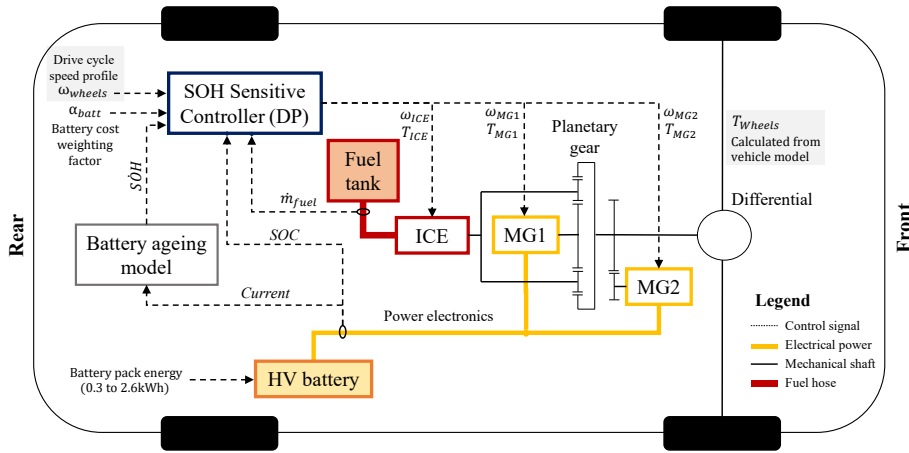 Drive cycle
speed profile
ω_wheels
α_batt
Battery cost
weighting
factor
SOH Sensitive
Controller (DP)
ω_ICE
T_ICE
ω_MG1
T_MG1
ω_MG2
T_MG2
Planetary
gear
T_Wheels
Calculated from
vehicle model
Differential
Fuel
tank
ṁ_fuel
SȮH
SOC
ICE
MG1
MG2
Battery ageing
model
Current
Power electronics
HV battery
Battery pack energy
(0.3 to 2.6kWh)
Rear
Front
Legend
Control signal
Electrical power
Mechanical shaft
Fuel hose